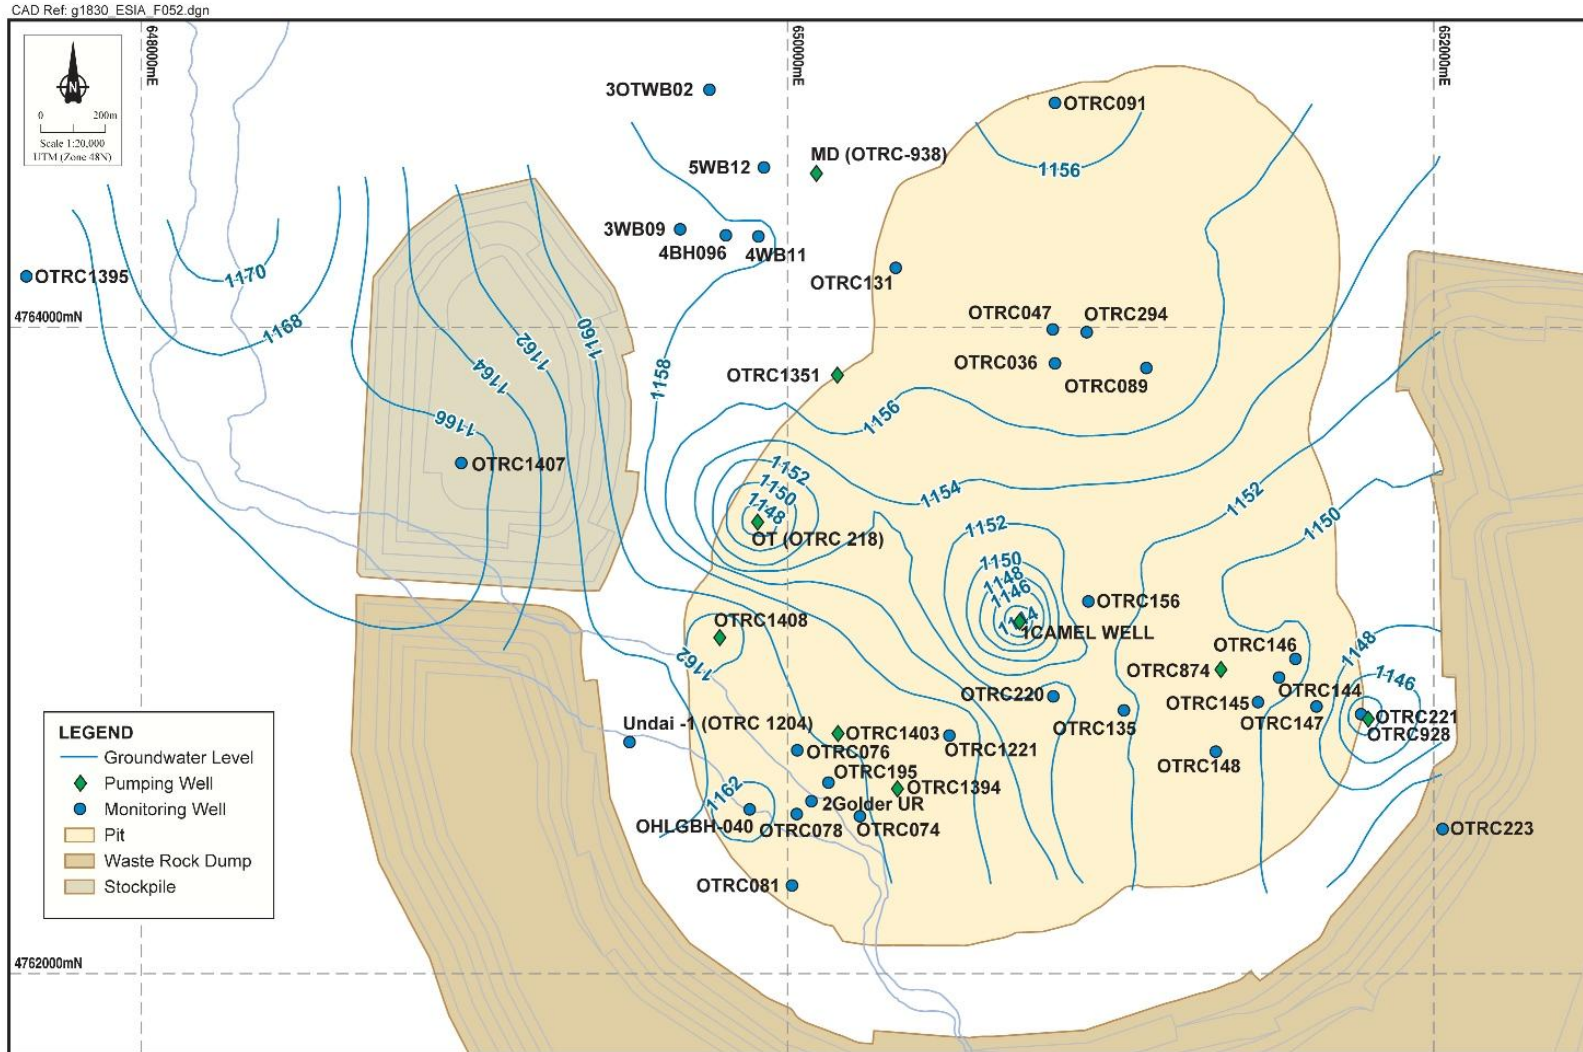 CAD Ref: g1830_ESIA_F052.dgn
648000mE
650000mE
652000mE
N
0 200m
Scale 1:20,000
UTM (Zone 48N)
3OTWB02
OTRC091
MD (OTRC-938)
5WB12
1156
3WB09
4BH096
4WB11
OTRC1395
1170
OTRC131
4764000mN
1168
OTRC047
OTRC294
1160
1162
OTRC036
OTRC089
OTRC1351
1158
1164
1156
1166
OTRC1407
1152
1150
1148
1154
1152
1150
OT (OTRC 218)
1152
1150
1148
1146
OTRC156
1CAMEL WELL
OTRC1408
1162
OTRC146
1148
OTRC874
1146
OTRC220
OTRC144
OTRC145
OTRC147
OTRC135
OTRC221
OTRC928
Undai -1 (OTRC 1204)
OTRC1403
OTRC076
OTRC1221
OTRC148
OTRC195
OTRC1394
1162
2Golder UR
OHLGBH-040
OTRC078
OTRC074
OTRC223
OTRC081
LEGEND
Groundwater Level
Pumping Well
Monitoring Well
Pit
Waste Rock Dump
Stockpile
4762000mN